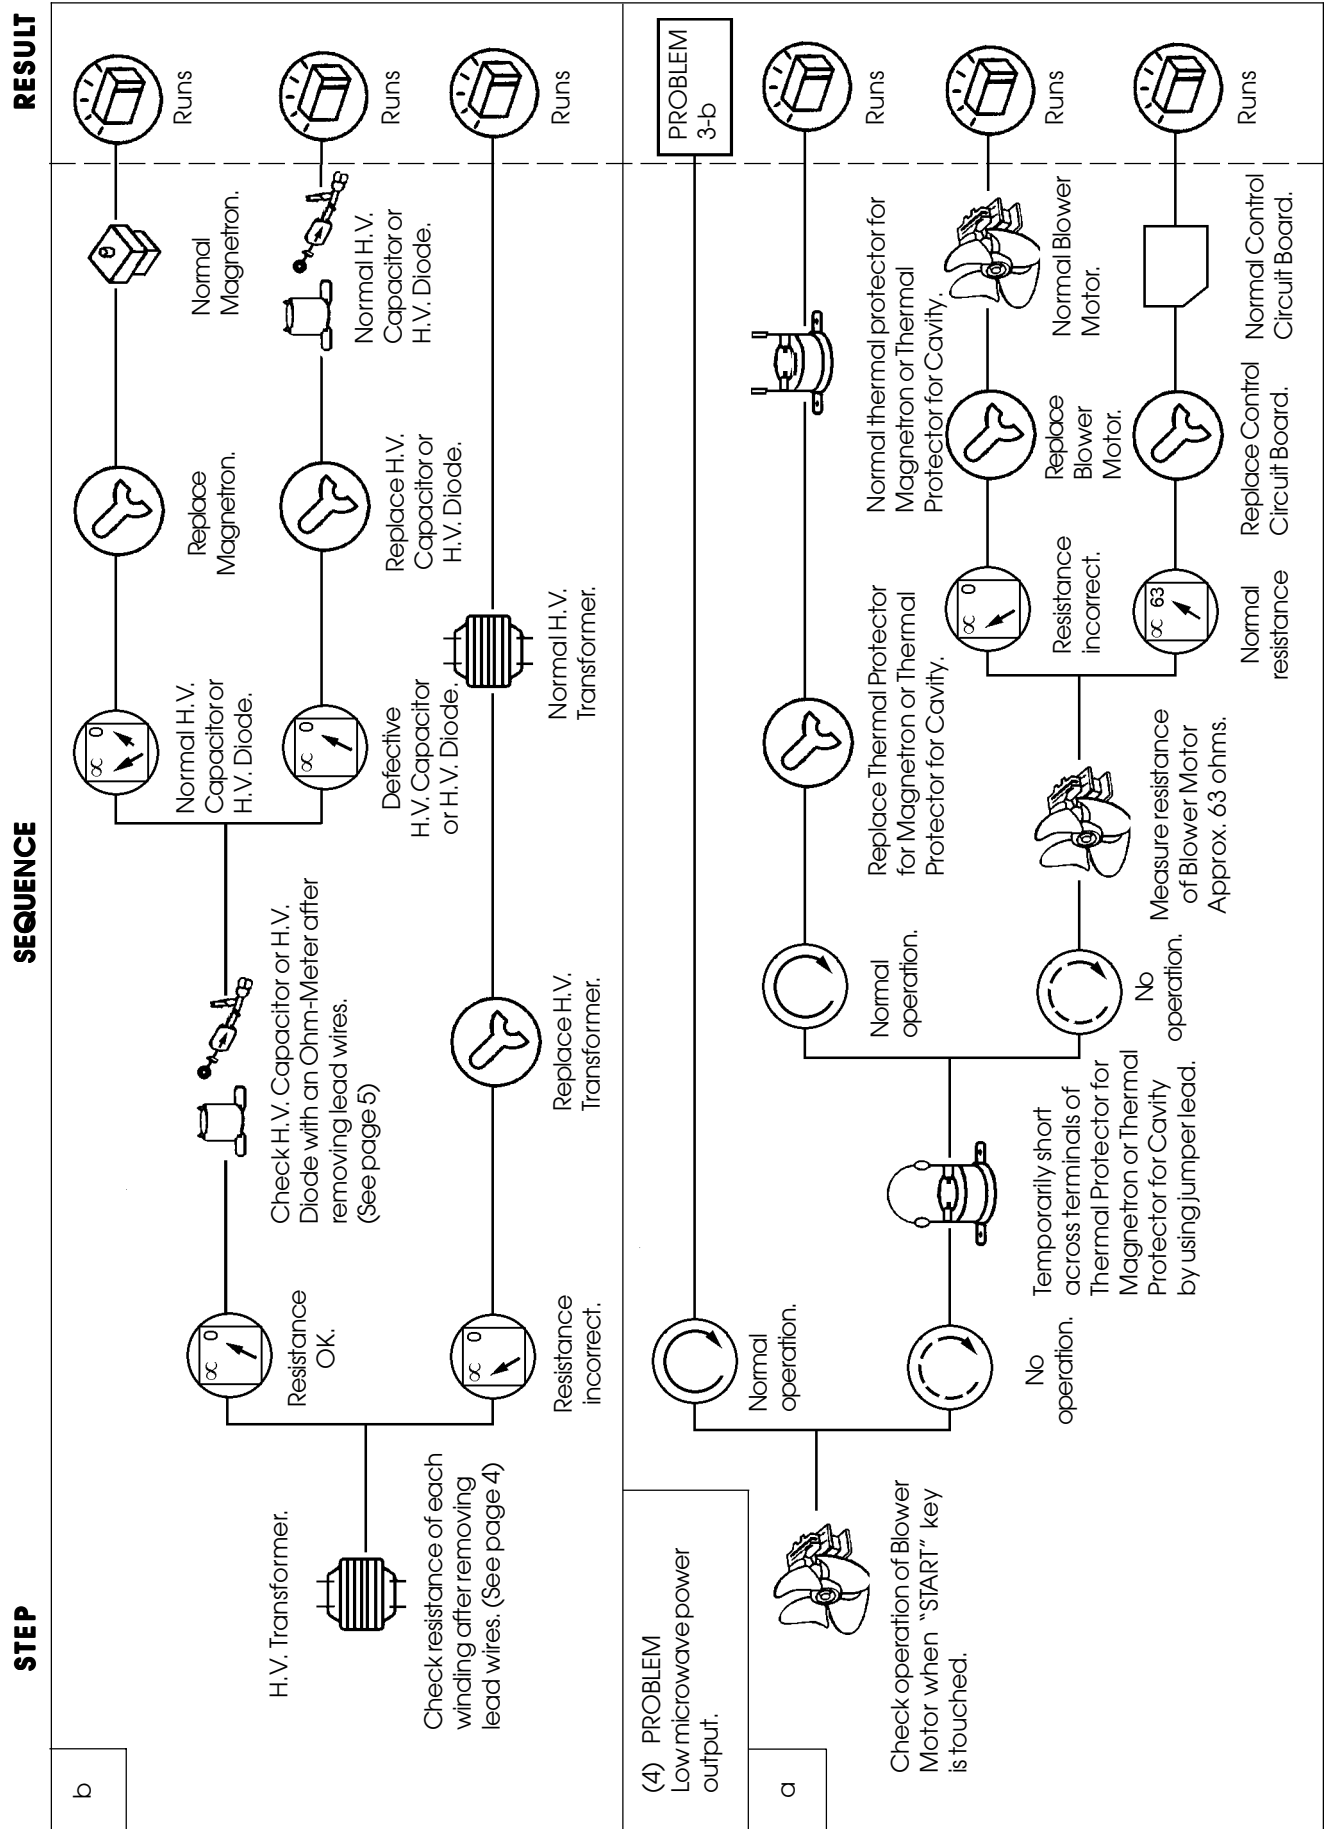 STEP
SEQUENCE
RESULT
b
H.V. Transformer.
Check resistance of each
winding after removing
lead wires. (See page 4)
∝ 0
Resistance
OK.
Check H.V. Capacitor or H.V.
Diode with an Ohm-Meter after
removing lead wires.
(See page 5)
∝ 0
Normal H.V.
Capacitor or
H.V. Diode.
Replace
Magnetron.
Normal
Magnetron.
Runs
∝ 0
Defective
H.V. Capacitor
or H.V. Diode.
Replace H.V.
Capacitor or
H.V. Diode.
Normal H.V.
Capacitor or
H.V. Diode.
Runs
∝ 0
Resistance
incorrect.
Replace H.V.
Transformer.
Normal H.V.
Transformer.
Runs
(4) PROBLEM
Low microwave power
output.
a
Check operation of Blower
Motor when "START" key
is touched.
Normal
operation.
PROBLEM
3-b
No
operation.
Temporarily short
across terminals of
Thermal Protector for
Magnetron or Thermal
Protector for Cavity
by using jumper lead.
Normal
operation.
Replace Thermal Protector
for Magnetron or Thermal
Protector for Cavity.
Normal thermal protector for
Magnetron or Thermal
Protector for Cavity.
Runs
No
operation.
Measure resistance
of Blower Motor
Approx. 63 ohms.
∝ 0
Resistance
incorrect.
Replace
Blower
Motor.
Normal Blower
Motor.
Runs
∝ 63
Normal
resistance
Replace Control
Circuit Board.
Normal Control
Circuit Board.
Runs